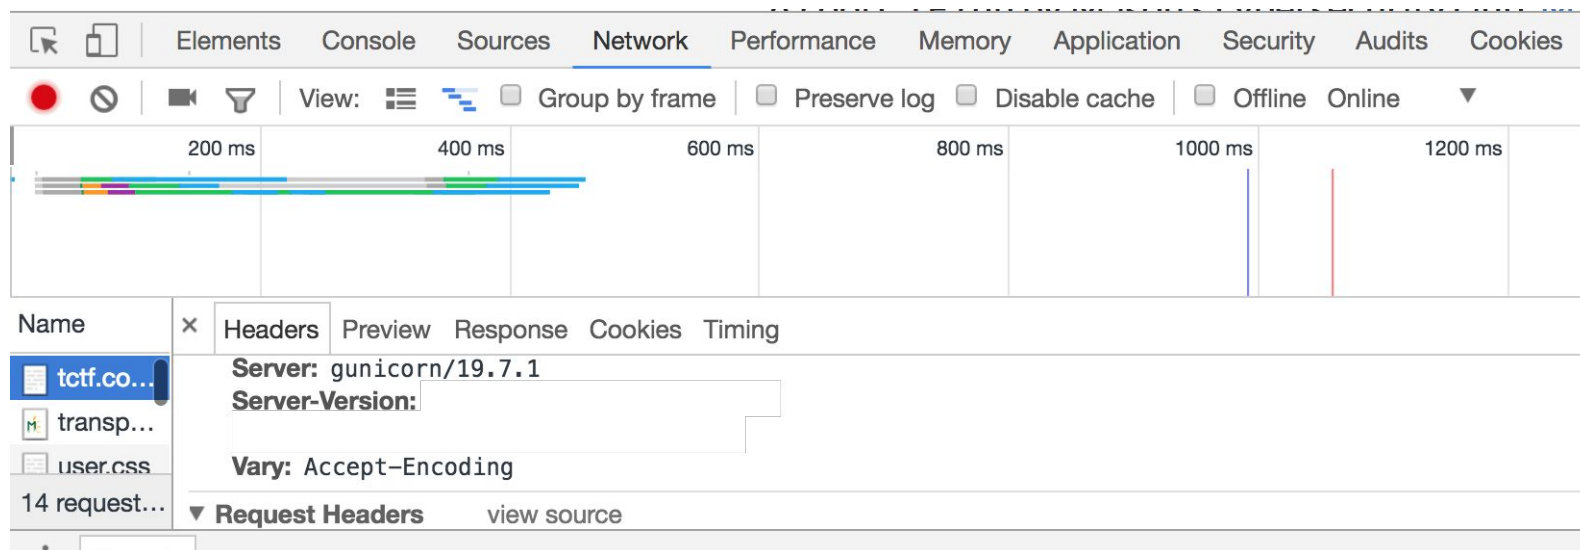 Elements Console Sources Network Performance Memory Application Security Audits Cookies
View: Group by frame Preserve log Disable cache Offline Online
200 ms 400 ms 600 ms 800 ms 1000 ms 1200 ms
Name Headers Preview Response Cookies Timing
tctf.co... Server: gunicorn/19.7.1
Server-Version:
transp...
user.css Vary: Accept-Encoding
14 request... Request Headers view source